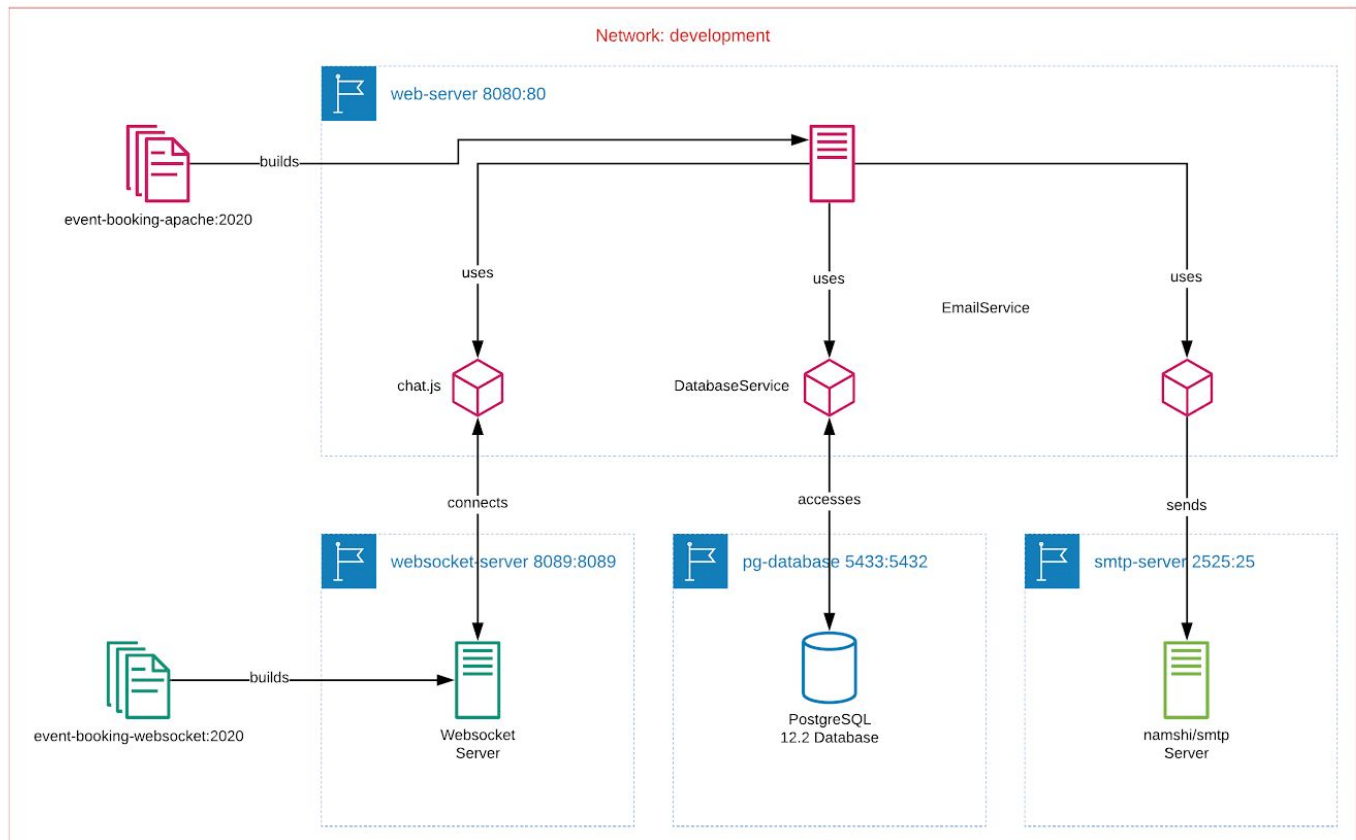 Network: development
web-server 8080:80
builds
event-booking-apache:2020
uses
uses
uses
EmailService
chat.js
DatabaseService
connects
accesses
sends
websocket-server 8089:8089
pg-database 5433:5432
smtp-server 2525:25
builds
event-booking-websocket:2020
Websocket
Server
PostgreSQL
12.2 Database
namshi/smtp
Server